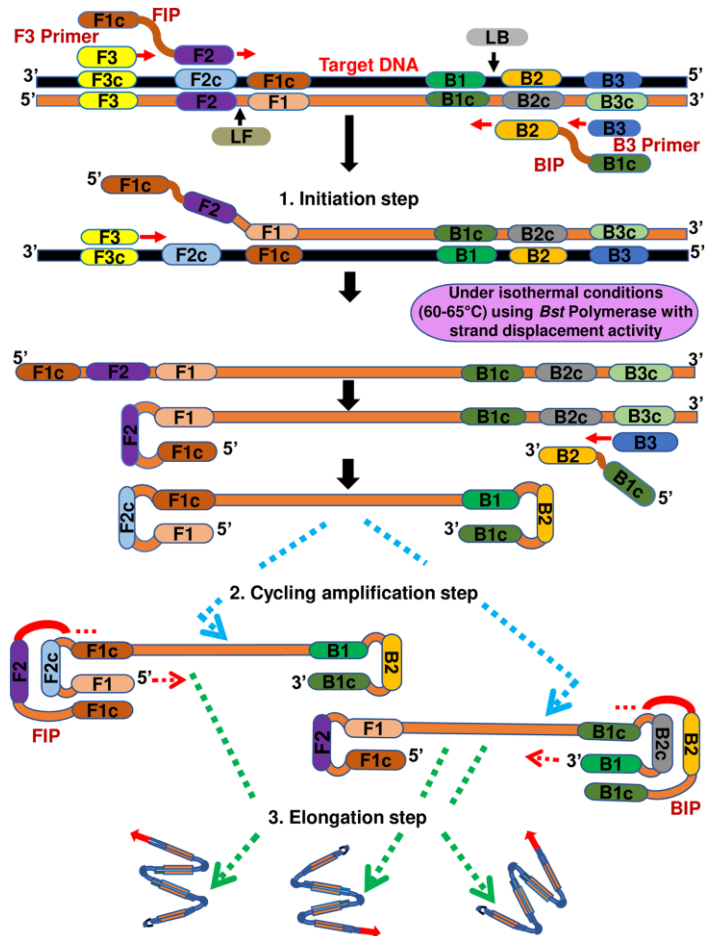 F1c FIP
F3 Primer
LB
F3 F2
Target DNA
3’ F3c F2c F1c B1 B2 B3 5’
5’ F3 F2 F1 B1c B2c B3c 3’
LF
B2 B3
B3 Primer
BIP B1c
5’ F1c
1. Initiation step
F2
F3 F1 B1c B2c B3c 3’
3’ F3c F2c F1c B1 B2 B3 5’
Under isothermal conditions
(60-65°C) using Bst Polymerase with
strand displacement activity
5’ 3’
F1c F2 F1 B1c B2c B3c
F1 B1c B2c B3c 3’
F2
F1c 5’
B3
3’ B2
B1c 5’
F1c B1
F2c B2
F1 5’ 3’ B1c
2. Cycling amplification step
F1c B1
F2 F2c B2
F1 5’ 3’ B1c
FIP F1c
F1 B1c
F2 B2c B2
F1c 5’ 3’ B1
B1c
BIP
3. Elongation step